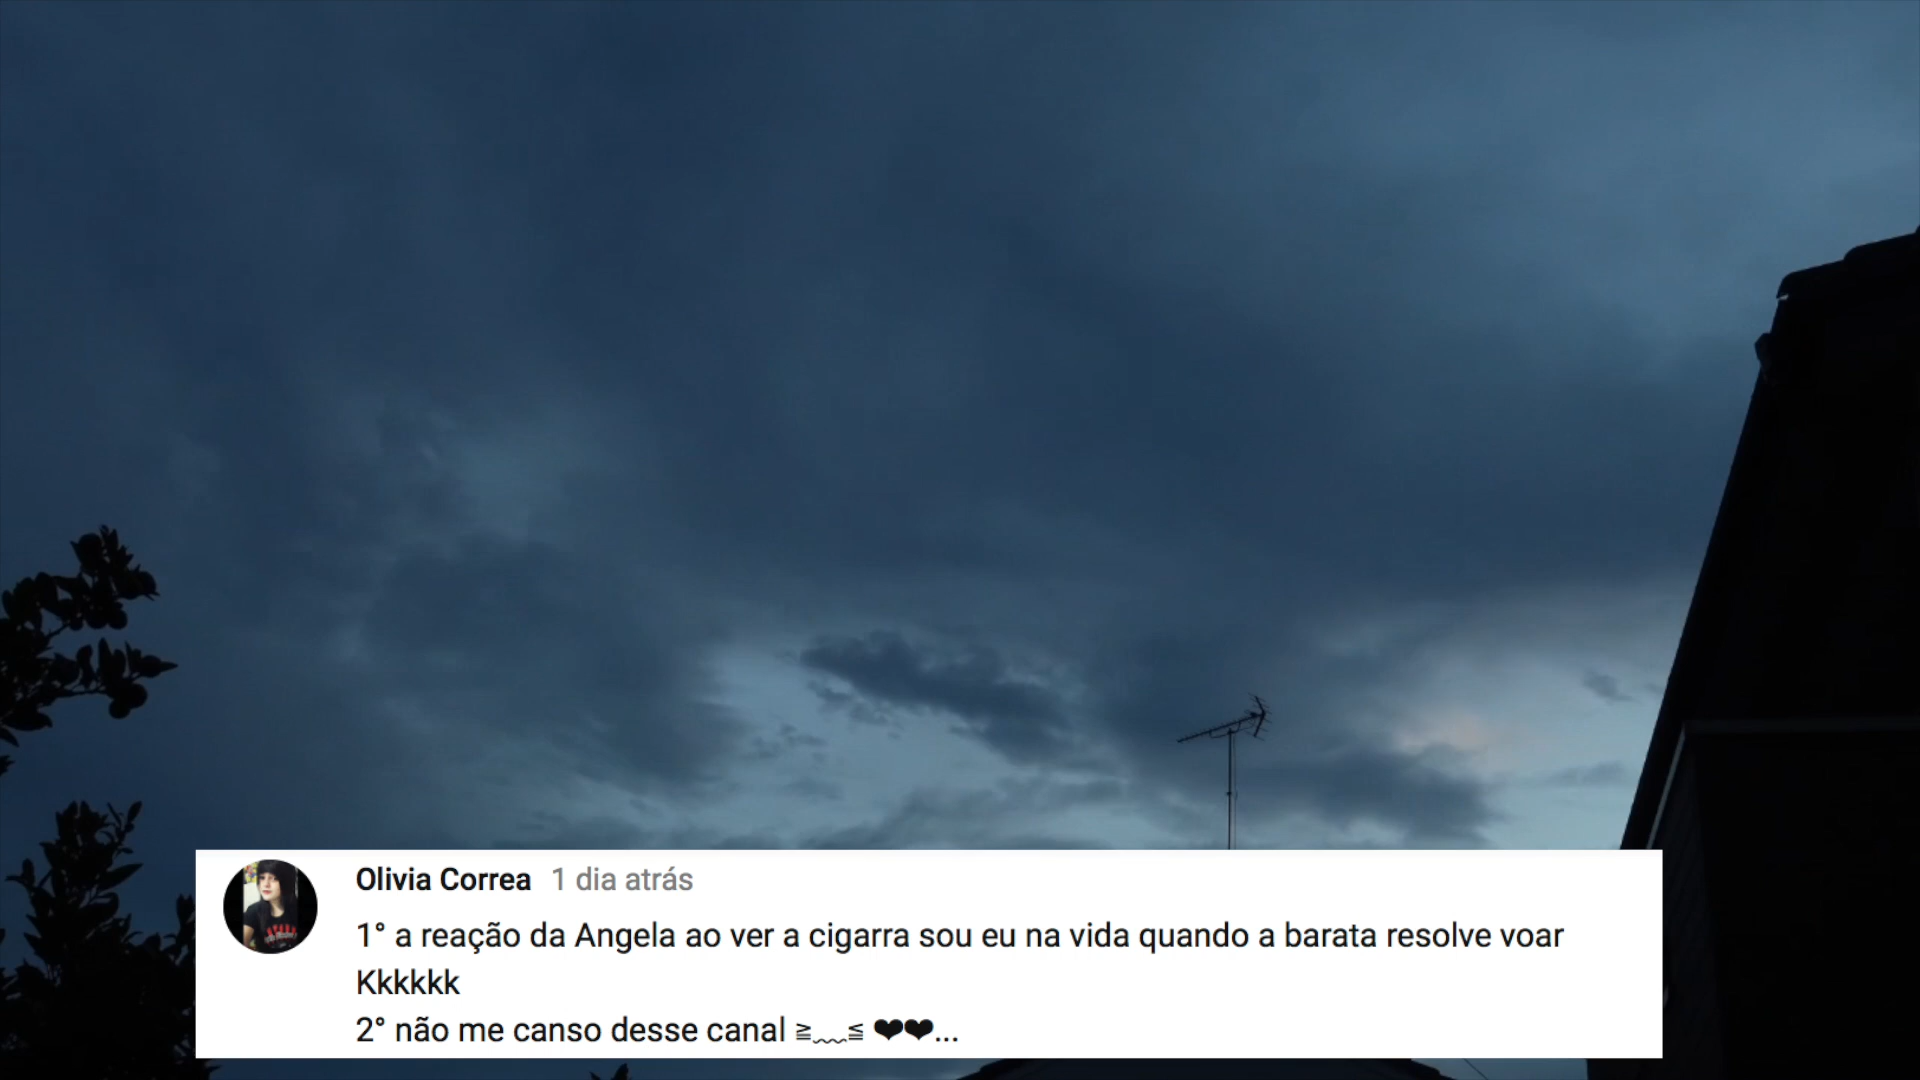 Olivia Correa 1 dia atrás
1° a reação da Angela ao ver a cigarra sou eu na vida quando a barata resolve voar
Kkkkkk
2° não me canso desse canal ≥﹏≤ ❤❤...